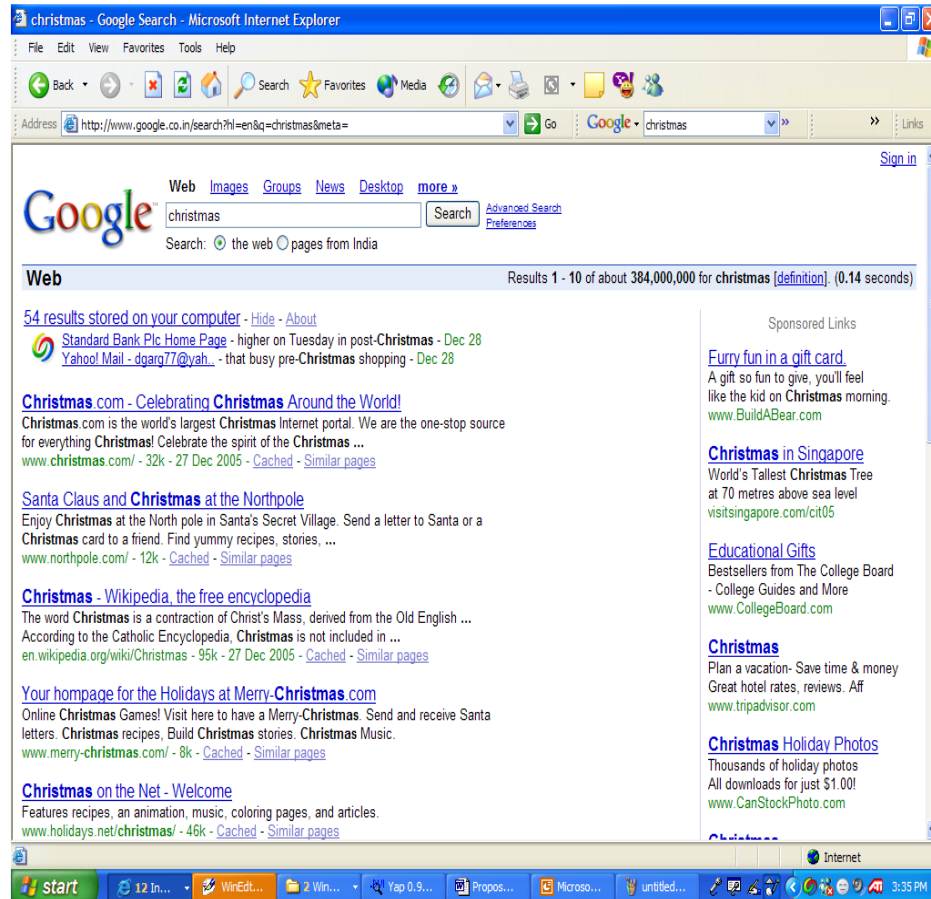 christmas - Google Search - Microsoft Internet Explorer
File Edit View Favorites Tools Help
Back Search Favorites Media
Address http://www.google.co.in/search?hl=en&q=christmas&meta= Go Google christmas » » Links
Sign in
Google™
Web Images Groups News Desktop more »
christmas Search Advanced Search
Preferences
Search: the web pages from India
Web Results 1 - 10 of about 384,000,000 for christmas [definition]. (0.14 seconds)
54 results stored on your computer - Hide - About
Standard Bank Plc Home Page - higher on Tuesday in post-Christmas - Dec 28
Yahoo! Mail - dgarg77@yah.. - that busy pre-Christmas shopping - Dec 28
Christmas.com - Celebrating Christmas Around the World!
Christmas.com is the world's largest Christmas Internet portal. We are the one-stop source
for everything Christmas! Celebrate the spirit of the Christmas ...
www.christmas.com/ - 32k - 27 Dec 2005 - Cached - Similar pages
Santa Claus and Christmas at the Northpole
Enjoy Christmas at the North pole in Santa's Secret Village. Send a letter to Santa or a
Christmas card to a friend. Find yummy recipes, stories, ...
www.northpole.com/ - 12k - Cached - Similar pages
Christmas - Wikipedia, the free encyclopedia
The word Christmas is a contraction of Christ's Mass, derived from the Old English ...
According to the Catholic Encyclopedia, Christmas is not included in ...
en.wikipedia.org/wiki/Christmas - 95k - 27 Dec 2005 - Cached - Similar pages
Your hompage for the Holidays at Merry-Christmas.com
Online Christmas Games! Visit here to have a Merry-Christmas. Send and receive Santa
letters. Christmas recipes, Build Christmas stories. Christmas Music.
www.merry-christmas.com/ - 8k - Cached - Similar pages
Christmas on the Net - Welcome
Features recipes, an animation, music, coloring pages, and articles.
www.holidays.net/christmas/ - 46k - Cached - Similar pages
Sponsored Links
Furry fun in a gift card.
A gift so fun to give, you'll feel
like the kid on Christmas morning.
www.BuildABear.com
Christmas in Singapore
World's Tallest Christmas Tree
at 70 metres above sea level
visitsingapore.com/cit05
Educational Gifts
Bestsellers from The College Board
- College Guides and More
www.CollegeBoard.com
Christmas
Plan a vacation- Save time & money
Great hotel rates, reviews. Aff
www.tripadvisor.com
Christmas Holiday Photos
Thousands of holiday photos
All downloads for just $1.00!
www.CanStockPhoto.com
Christmas
Internet
start 12 In... WinEdt... 2 Win... Yap 0.9... Propos... Microso... untitled... 3:35 PM